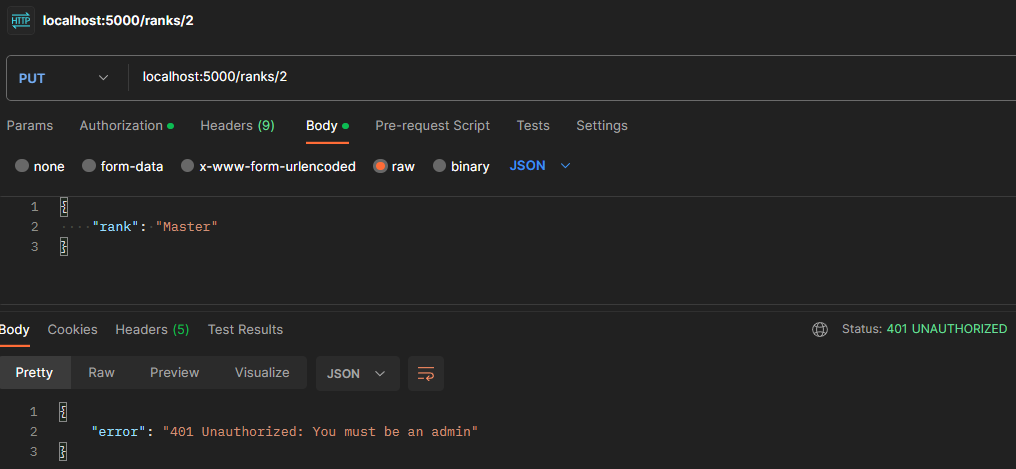 HTTP localhost:5000/ranks/2
PUT localhost:5000/ranks/2
Params Authorization Headers (9) Body Pre-request Script Tests Settings
none form-data x-www-form-urlencoded raw binary JSON
1 {
2 "rank": "Master"
3 }
Body Cookies Headers (5) Test Results Status: 401 UNAUTHORIZED
Pretty Raw Preview Visualize JSON
1 {
2 "error": "401 Unauthorized: You must be an admin"
3 }